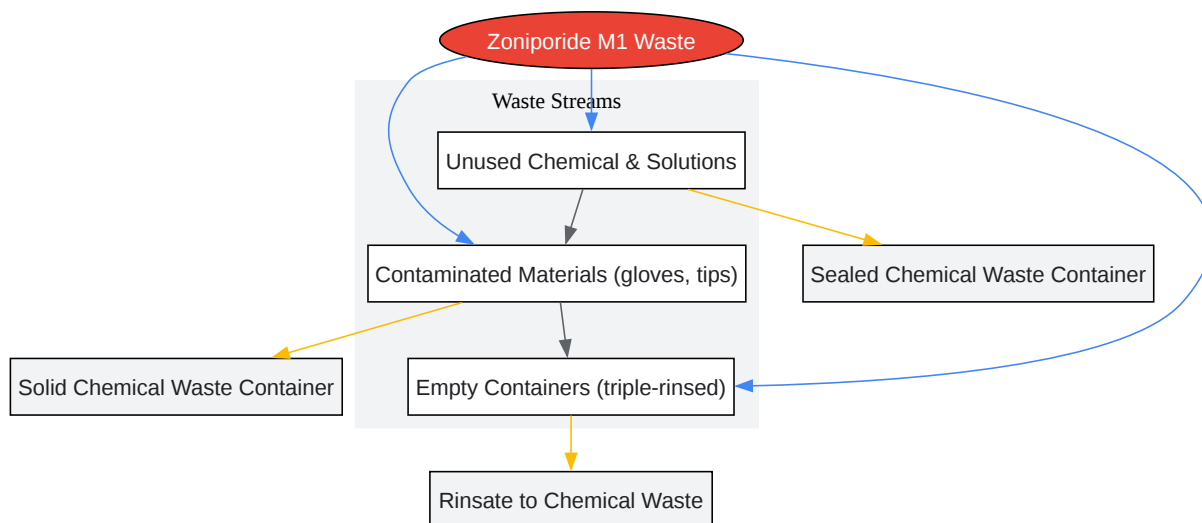 Zoniporide M1 Waste
Waste Streams
Unused Chemical & Solutions
Contaminated Materials (gloves, tips)
Sealed Chemical Waste Container
Solid Chemical Waste Container
Empty Containers (triple-rinsed)
Rinsate to Chemical Waste